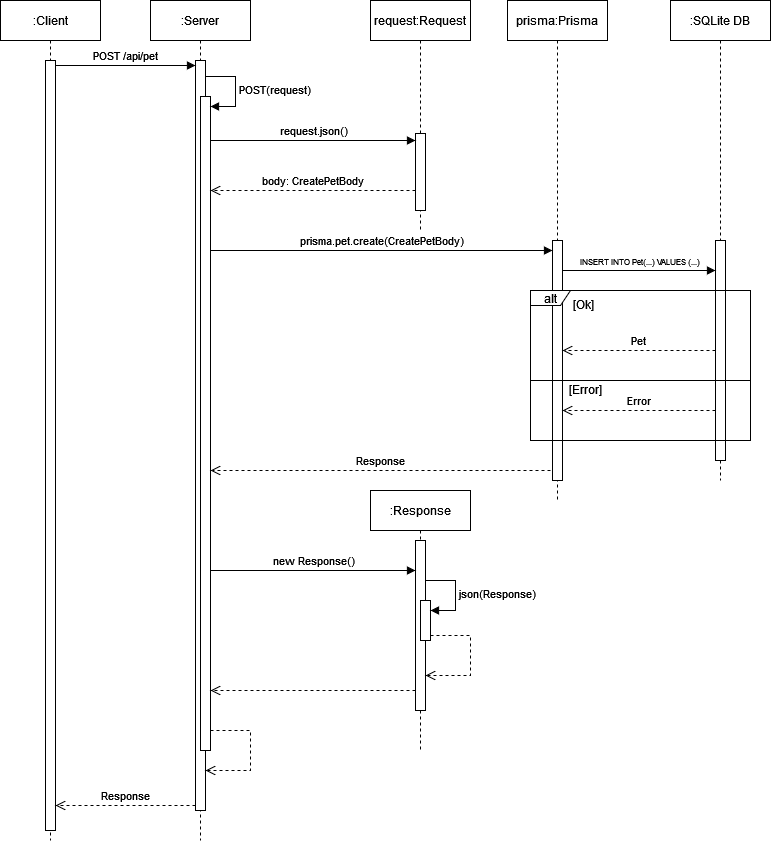 :Client
:Server
request:Request
prisma:Prisma
:SQLite DB
POST /api/pet
POST(request)
request.json()
body: CreatePetBody
prisma.pet.create(CreatePetBody)
INSERT INTO Pet(...) VALUES (...)
alt
[Ok]
Pet
[Error]
Error
Response
:Response
new Response()
json(Response)
Response